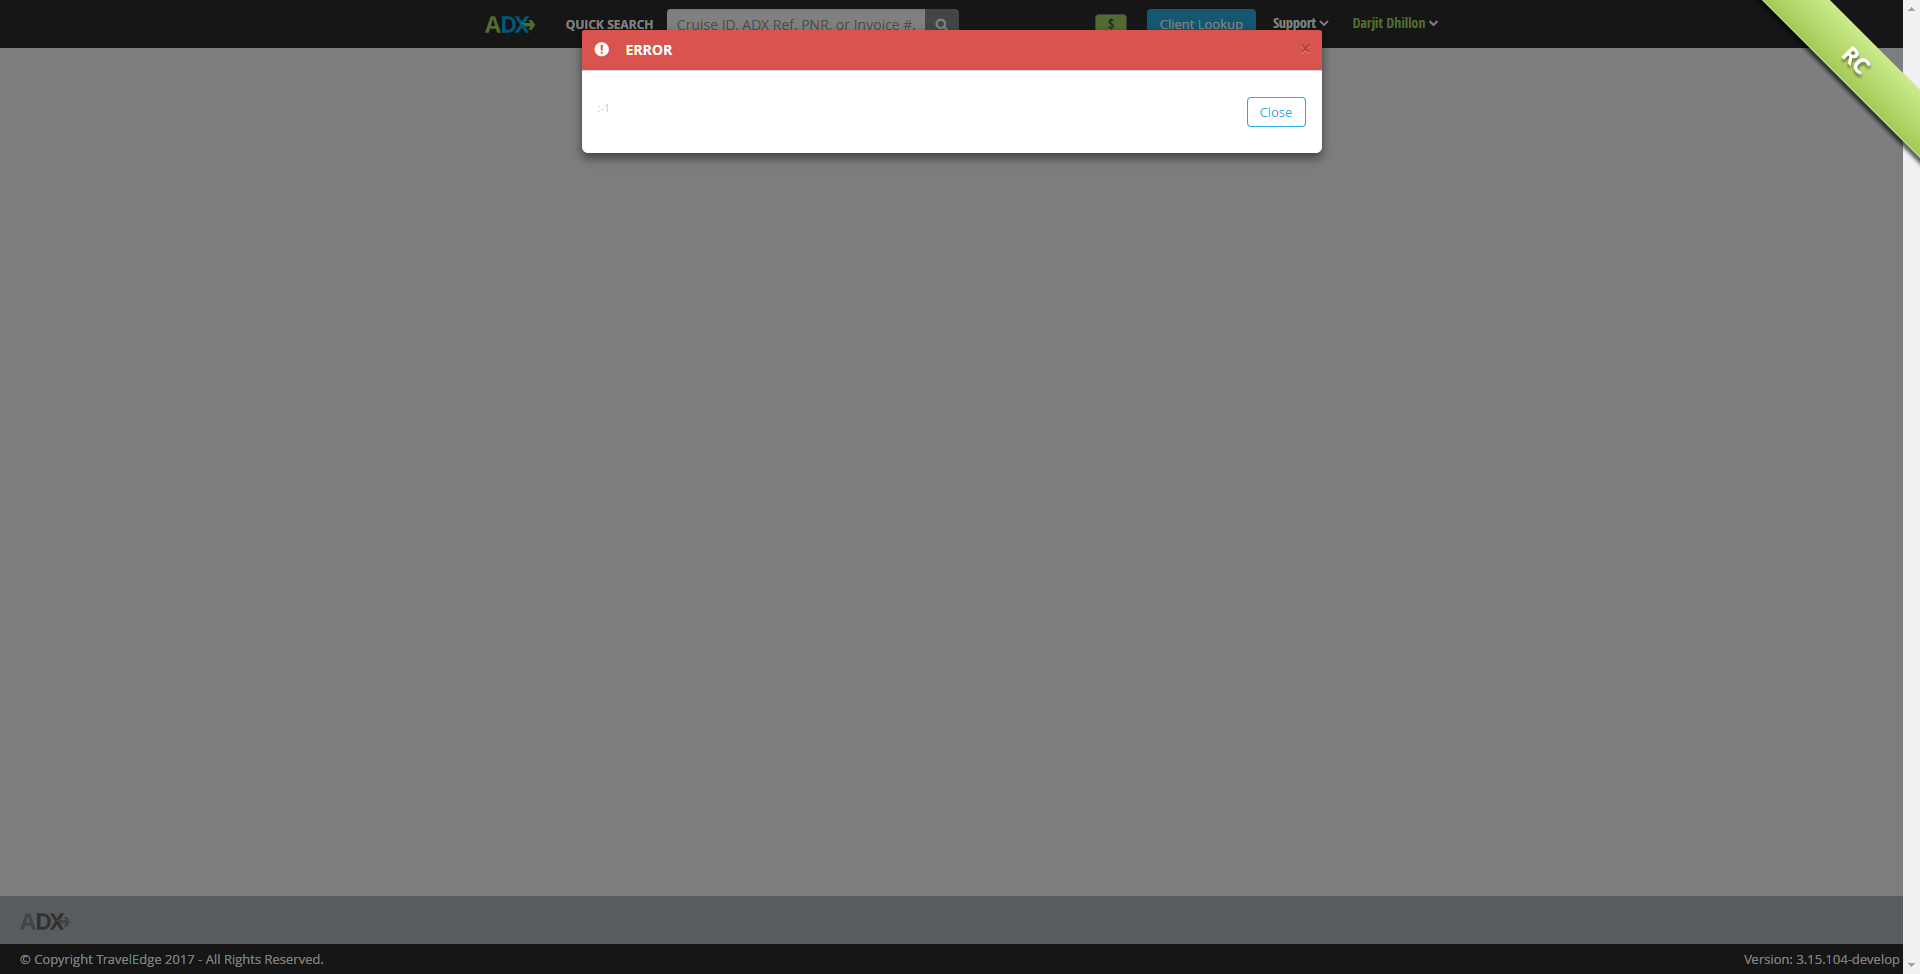 ADX
QUICK SEARCH
Cruise ID, ADX Ref, PNR, or Invoice #.
$
Client Lookup
Support
Darjit Dhillon
RC
ERROR
×
:-1
Close
ADX
© Copyright TravelEdge 2017 - All Rights Reserved.
Version: 3.15.104-develop